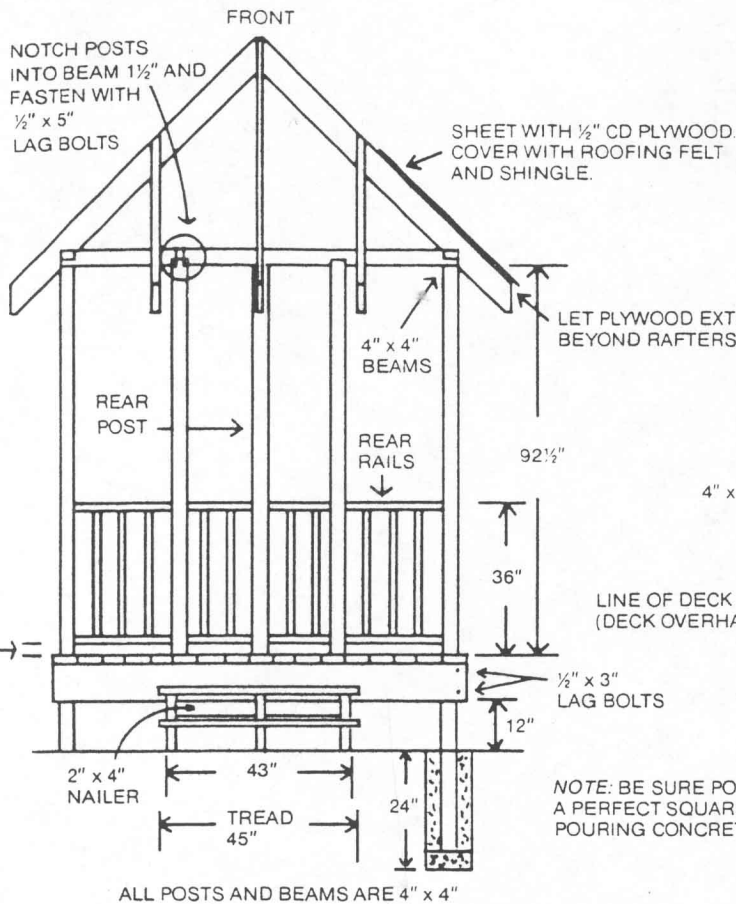 FRONT
NOTCH POSTS
INTO BEAM 1½" AND
FASTEN WITH
½" x 5"
LAG BOLTS
SHEET WITH ½" CD PLYWOOD.
COVER WITH ROOFING FELT
AND SHINGLE.
LET PLYWOOD EXT
BEYOND RAFTERS
4" x 4"
BEAMS
REAR
POST
REAR
RAILS
92½"
4" x
36"
LINE OF DECK
(DECK OVERHA
½" x 3"
LAG BOLTS
12"
2" x 4"
NAILER
43"
24"
TREAD
45"
NOTE: BE SURE PO
A PERFECT SQUAR
POURING CONCRET
ALL POSTS AND BEAMS ARE 4" x 4"